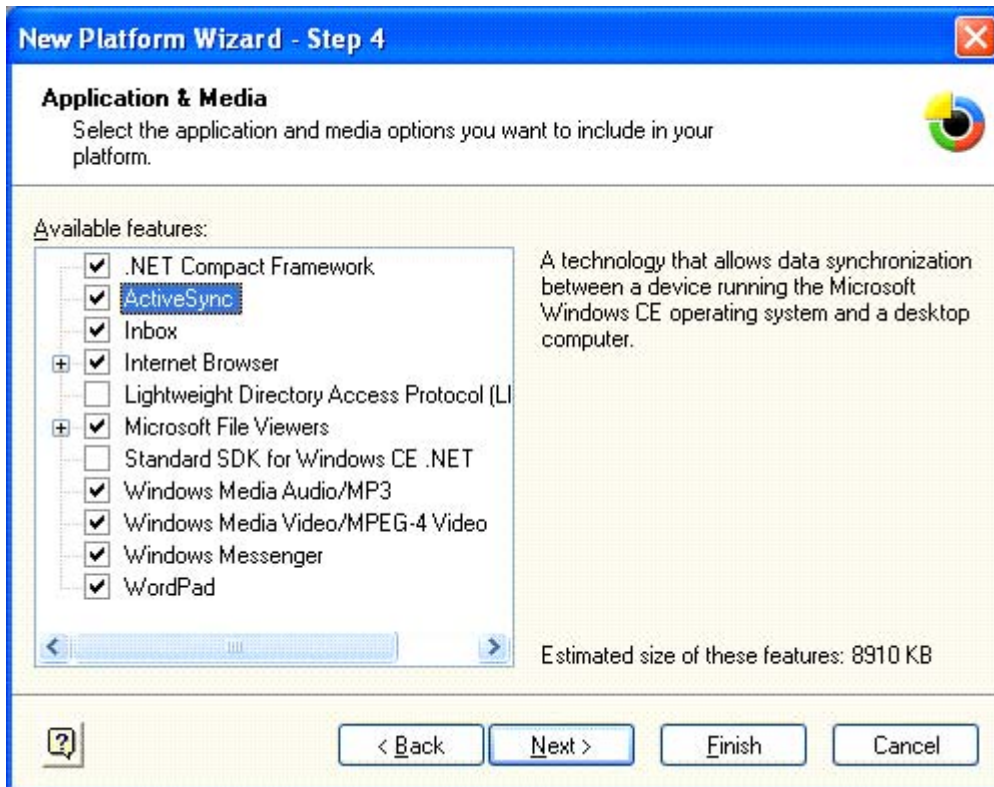 New Platform Wizard - Step 4
Application & Media
Select the application and media options you want to include in your
platform.
Available features:
.NET Compact Framework
ActiveSync
Inbox
Internet Browser
Lightweight Directory Access Protocol (LI
Microsoft File Viewers
Standard SDK for Windows CE .NET
Windows Media Audio/MP3
Windows Media Video/MPEG-4 Video
Windows Messenger
WordPad
A technology that allows data synchronization
between a device running the Microsoft
Windows CE operating system and a desktop
computer.
Estimated size of these features: 8910 KB
< Back
Next >
Finish
Cancel